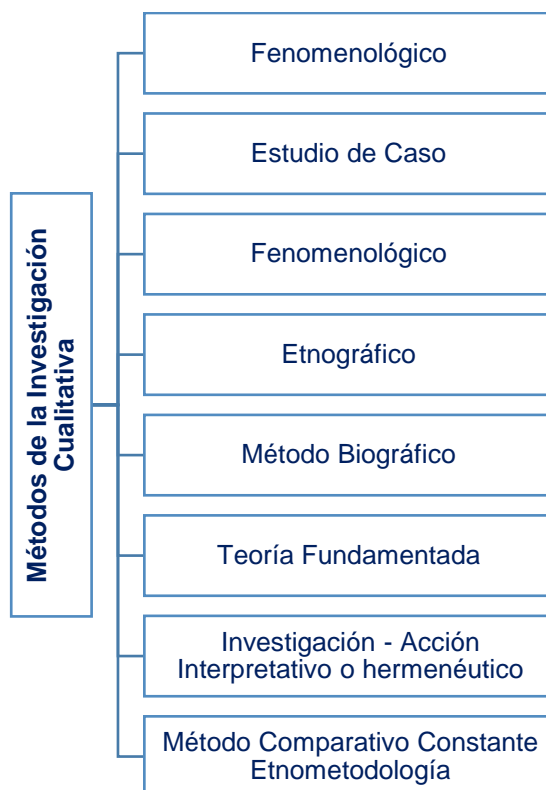 Métodos de la Investigación
Cualitativa
Fenomenológico
Estudio de Caso
Fenomenológico
Etnográfico
Método Biográfico
Teoría Fundamentada
Investigación - Acción
Interpretativo o hermenéutico
Método Comparativo Constante
Etnometodología